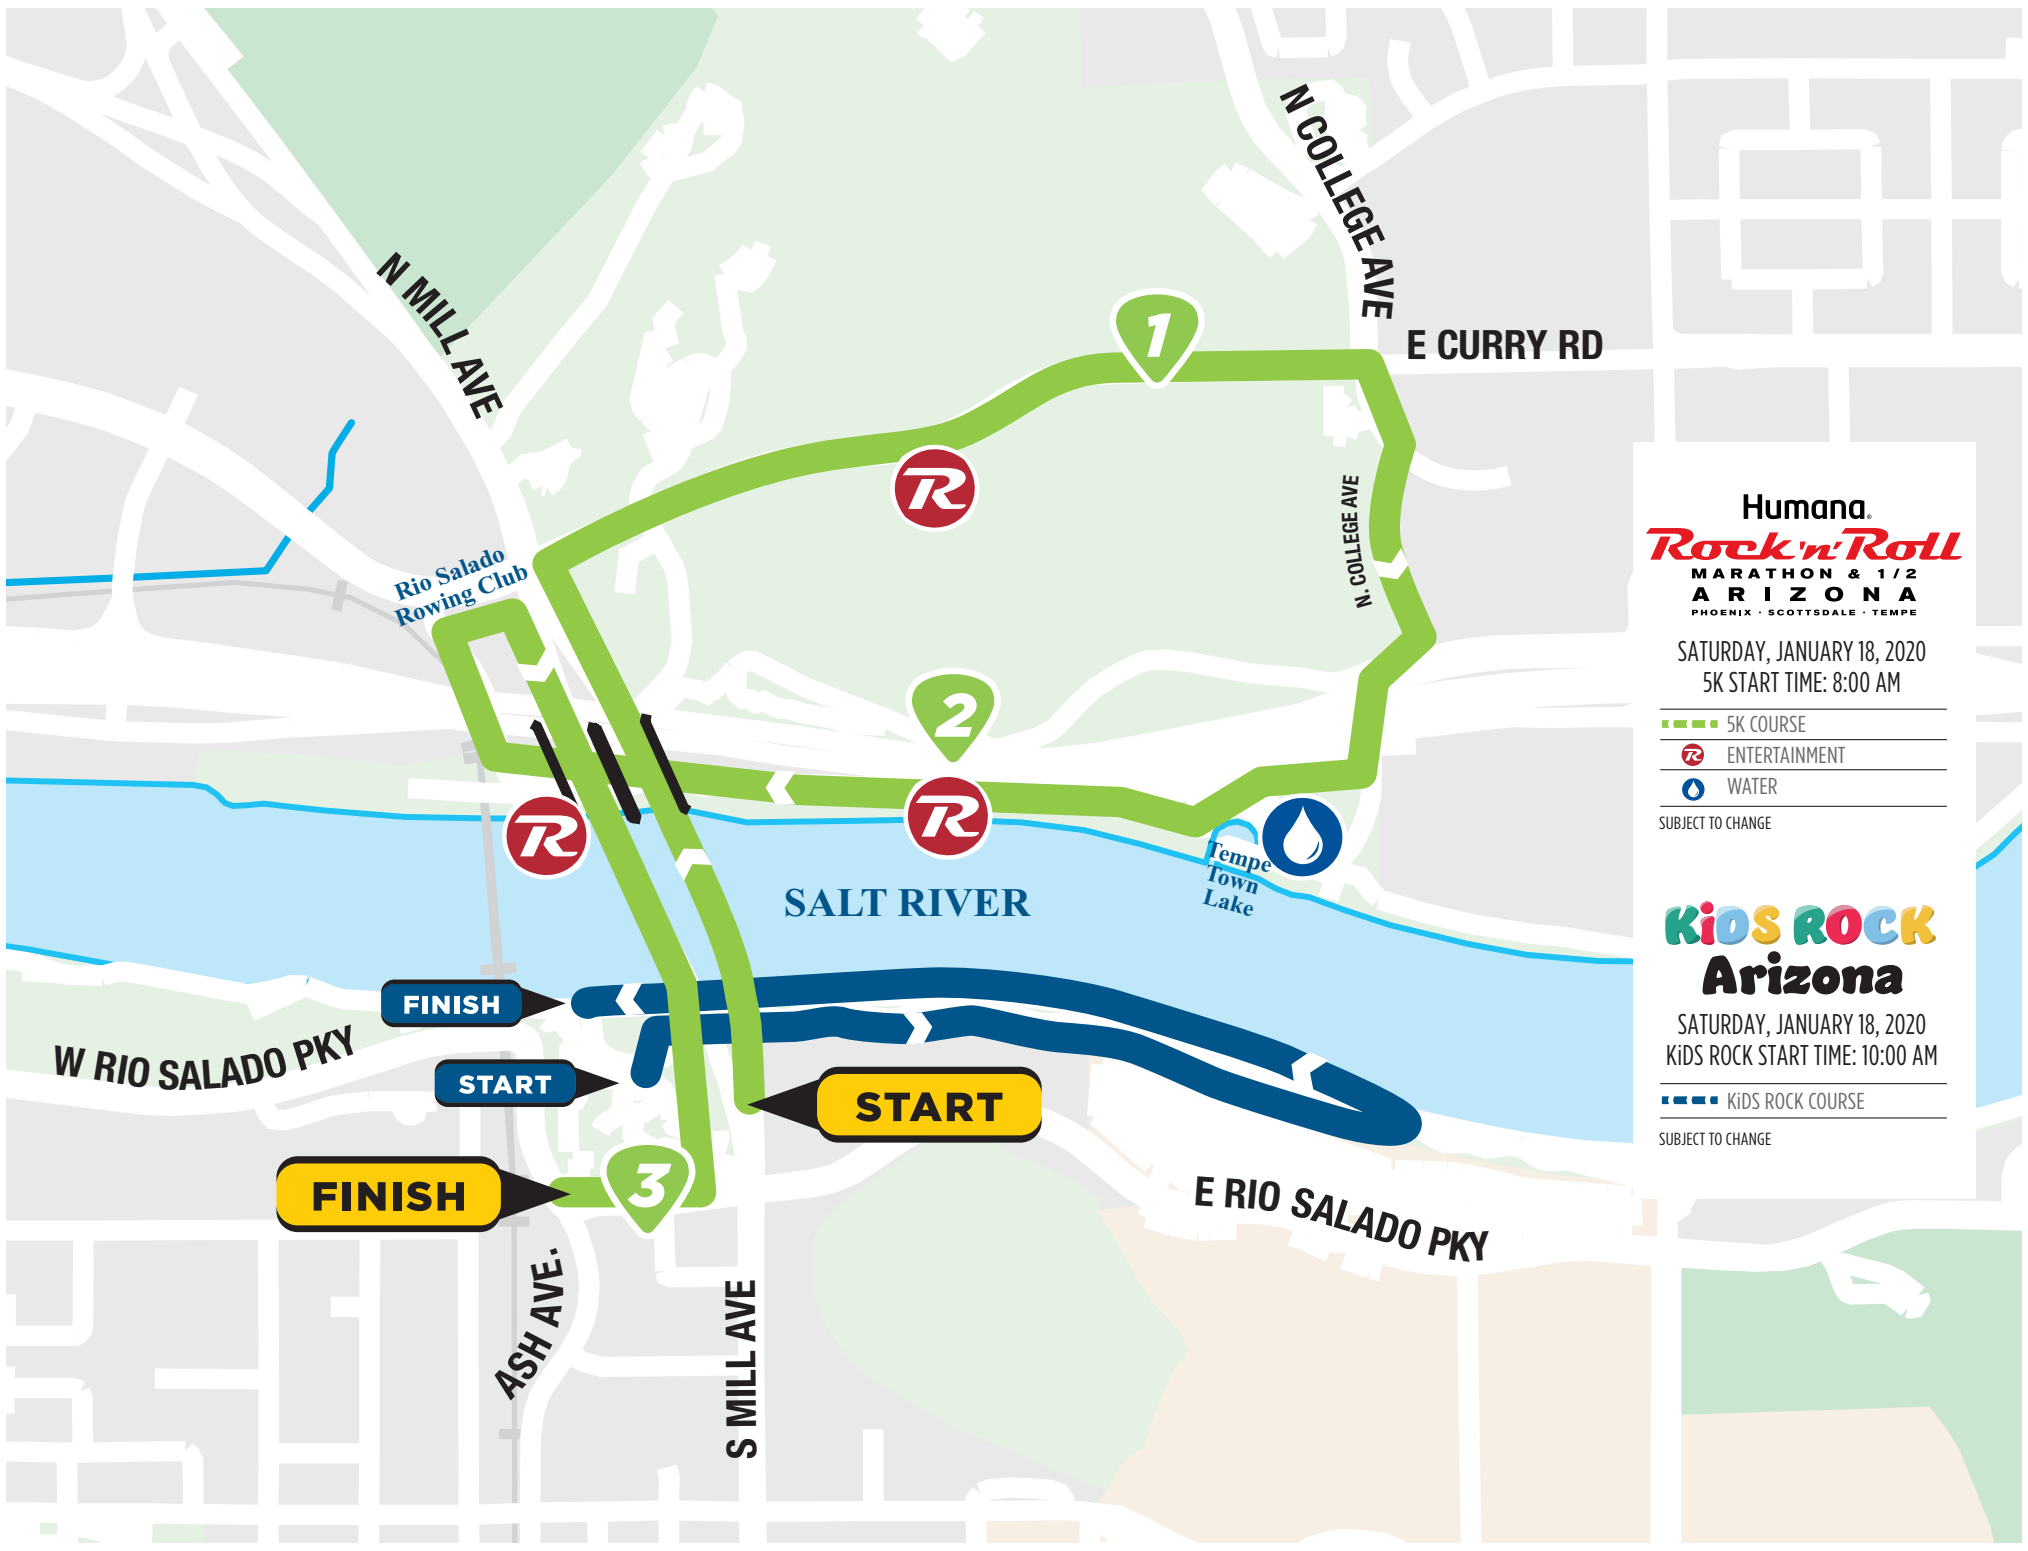 N COLLEGE AVE
N MILL AVE
1
E CURRY RD
R
N. COLLEGE AVE
Rio Salado
Rowing Club
2
R
R
Tempe
Town
Lake
SALT RIVER
FINISH
W RIO SALADO PKY
START
START
FINISH
3
E RIO SALADO PKY
ASH AVE.
S MILL AVE
Humana®
Rock 'n' Roll
MARATHON & 1/2
ARIZONA
PHOENIX · SCOTTSDALE · TEMPE
SATURDAY, JANUARY 18, 2020
5K START TIME: 8:00 AM
5K COURSE
R ENTERTAINMENT
WATER
SUBJECT TO CHANGE
KiDS ROCK
Arizona
SATURDAY, JANUARY 18, 2020
KiDS ROCK START TIME: 10:00 AM
KiDS ROCK COURSE
SUBJECT TO CHANGE